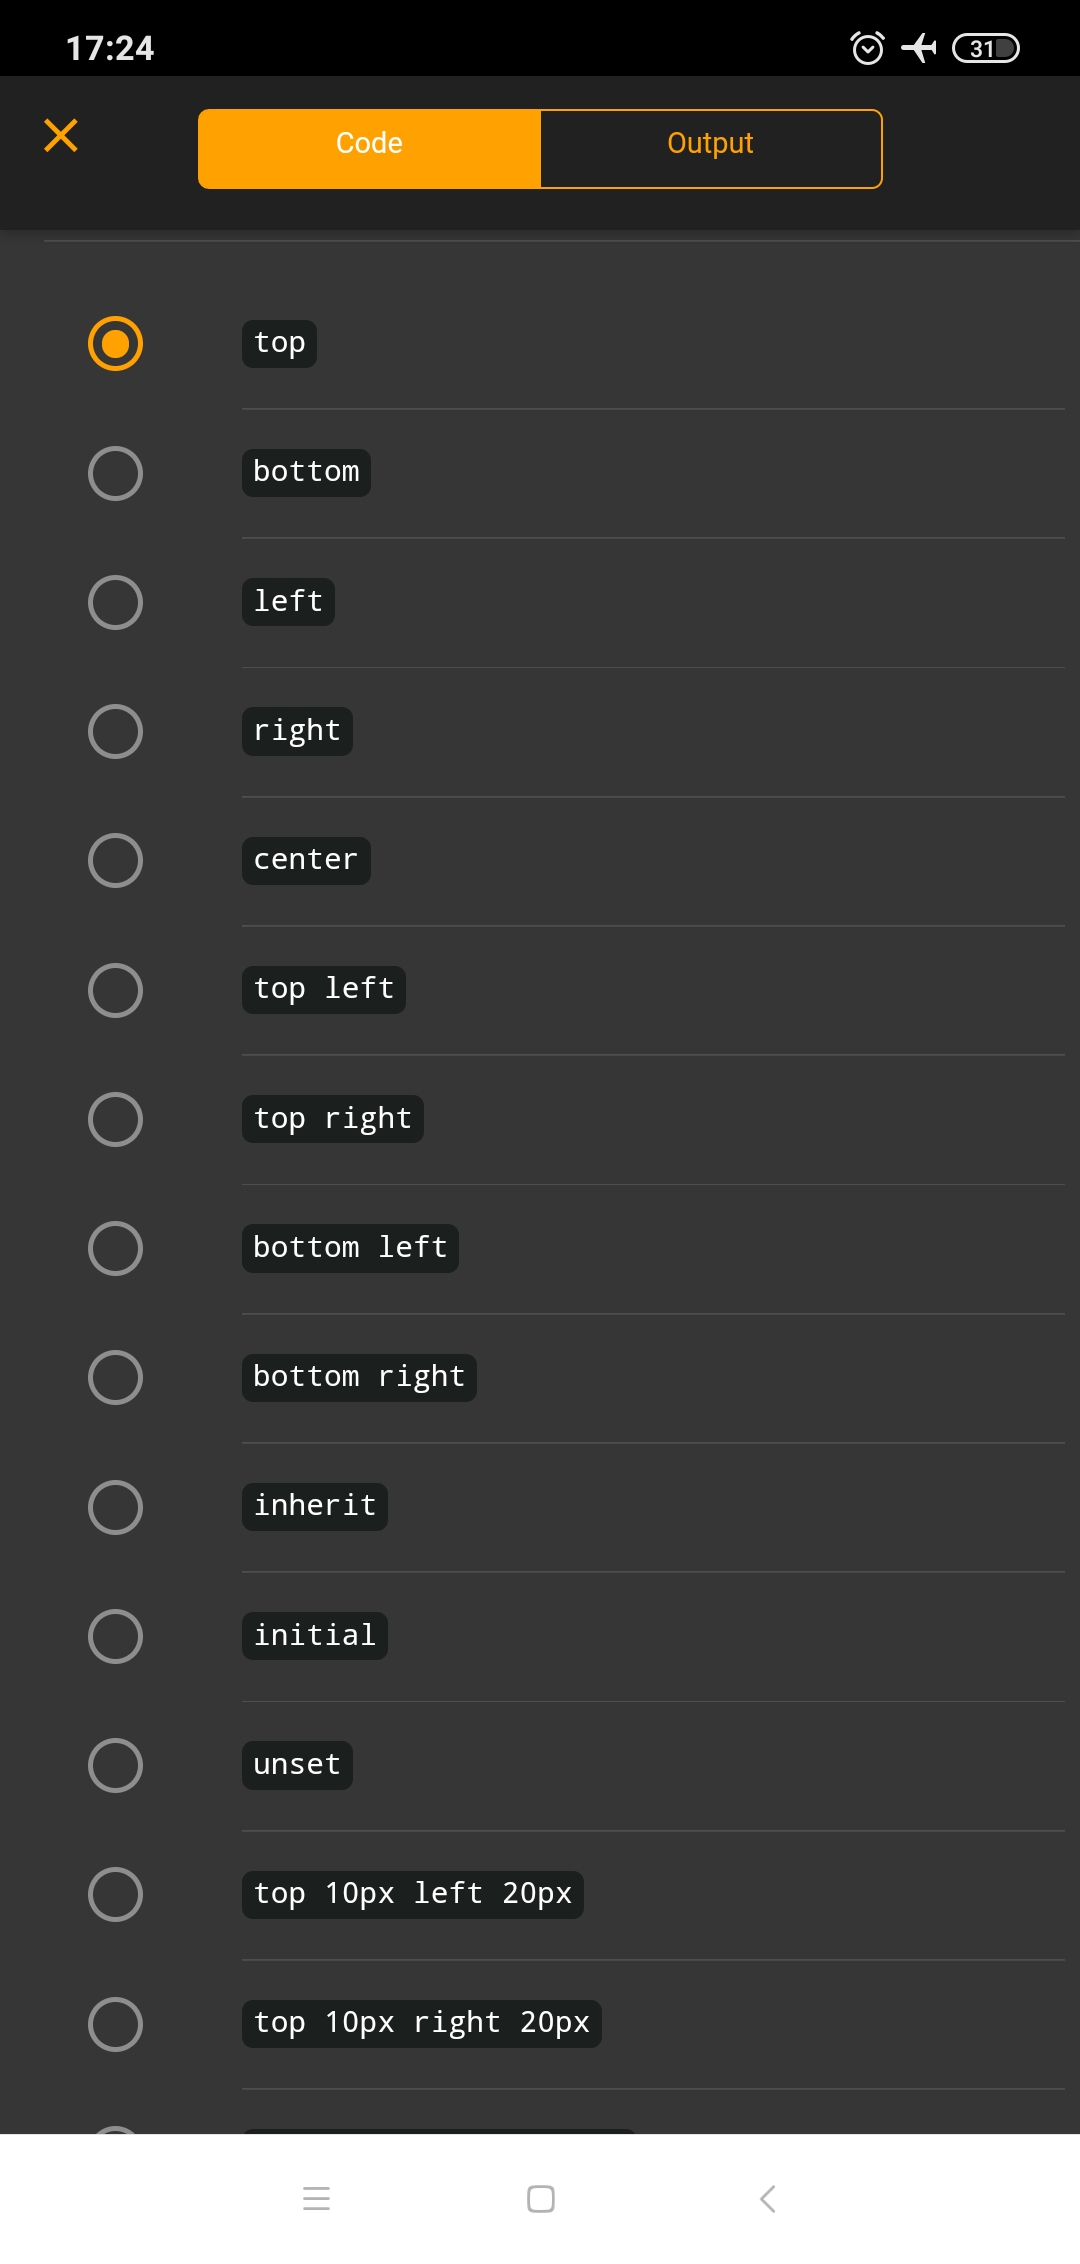 17:24
31
Code
Output
top
bottom
left
right
center
top left
top right
bottom left
bottom right
inherit
initial
unset
top 10px left 20px
top 10px right 20px